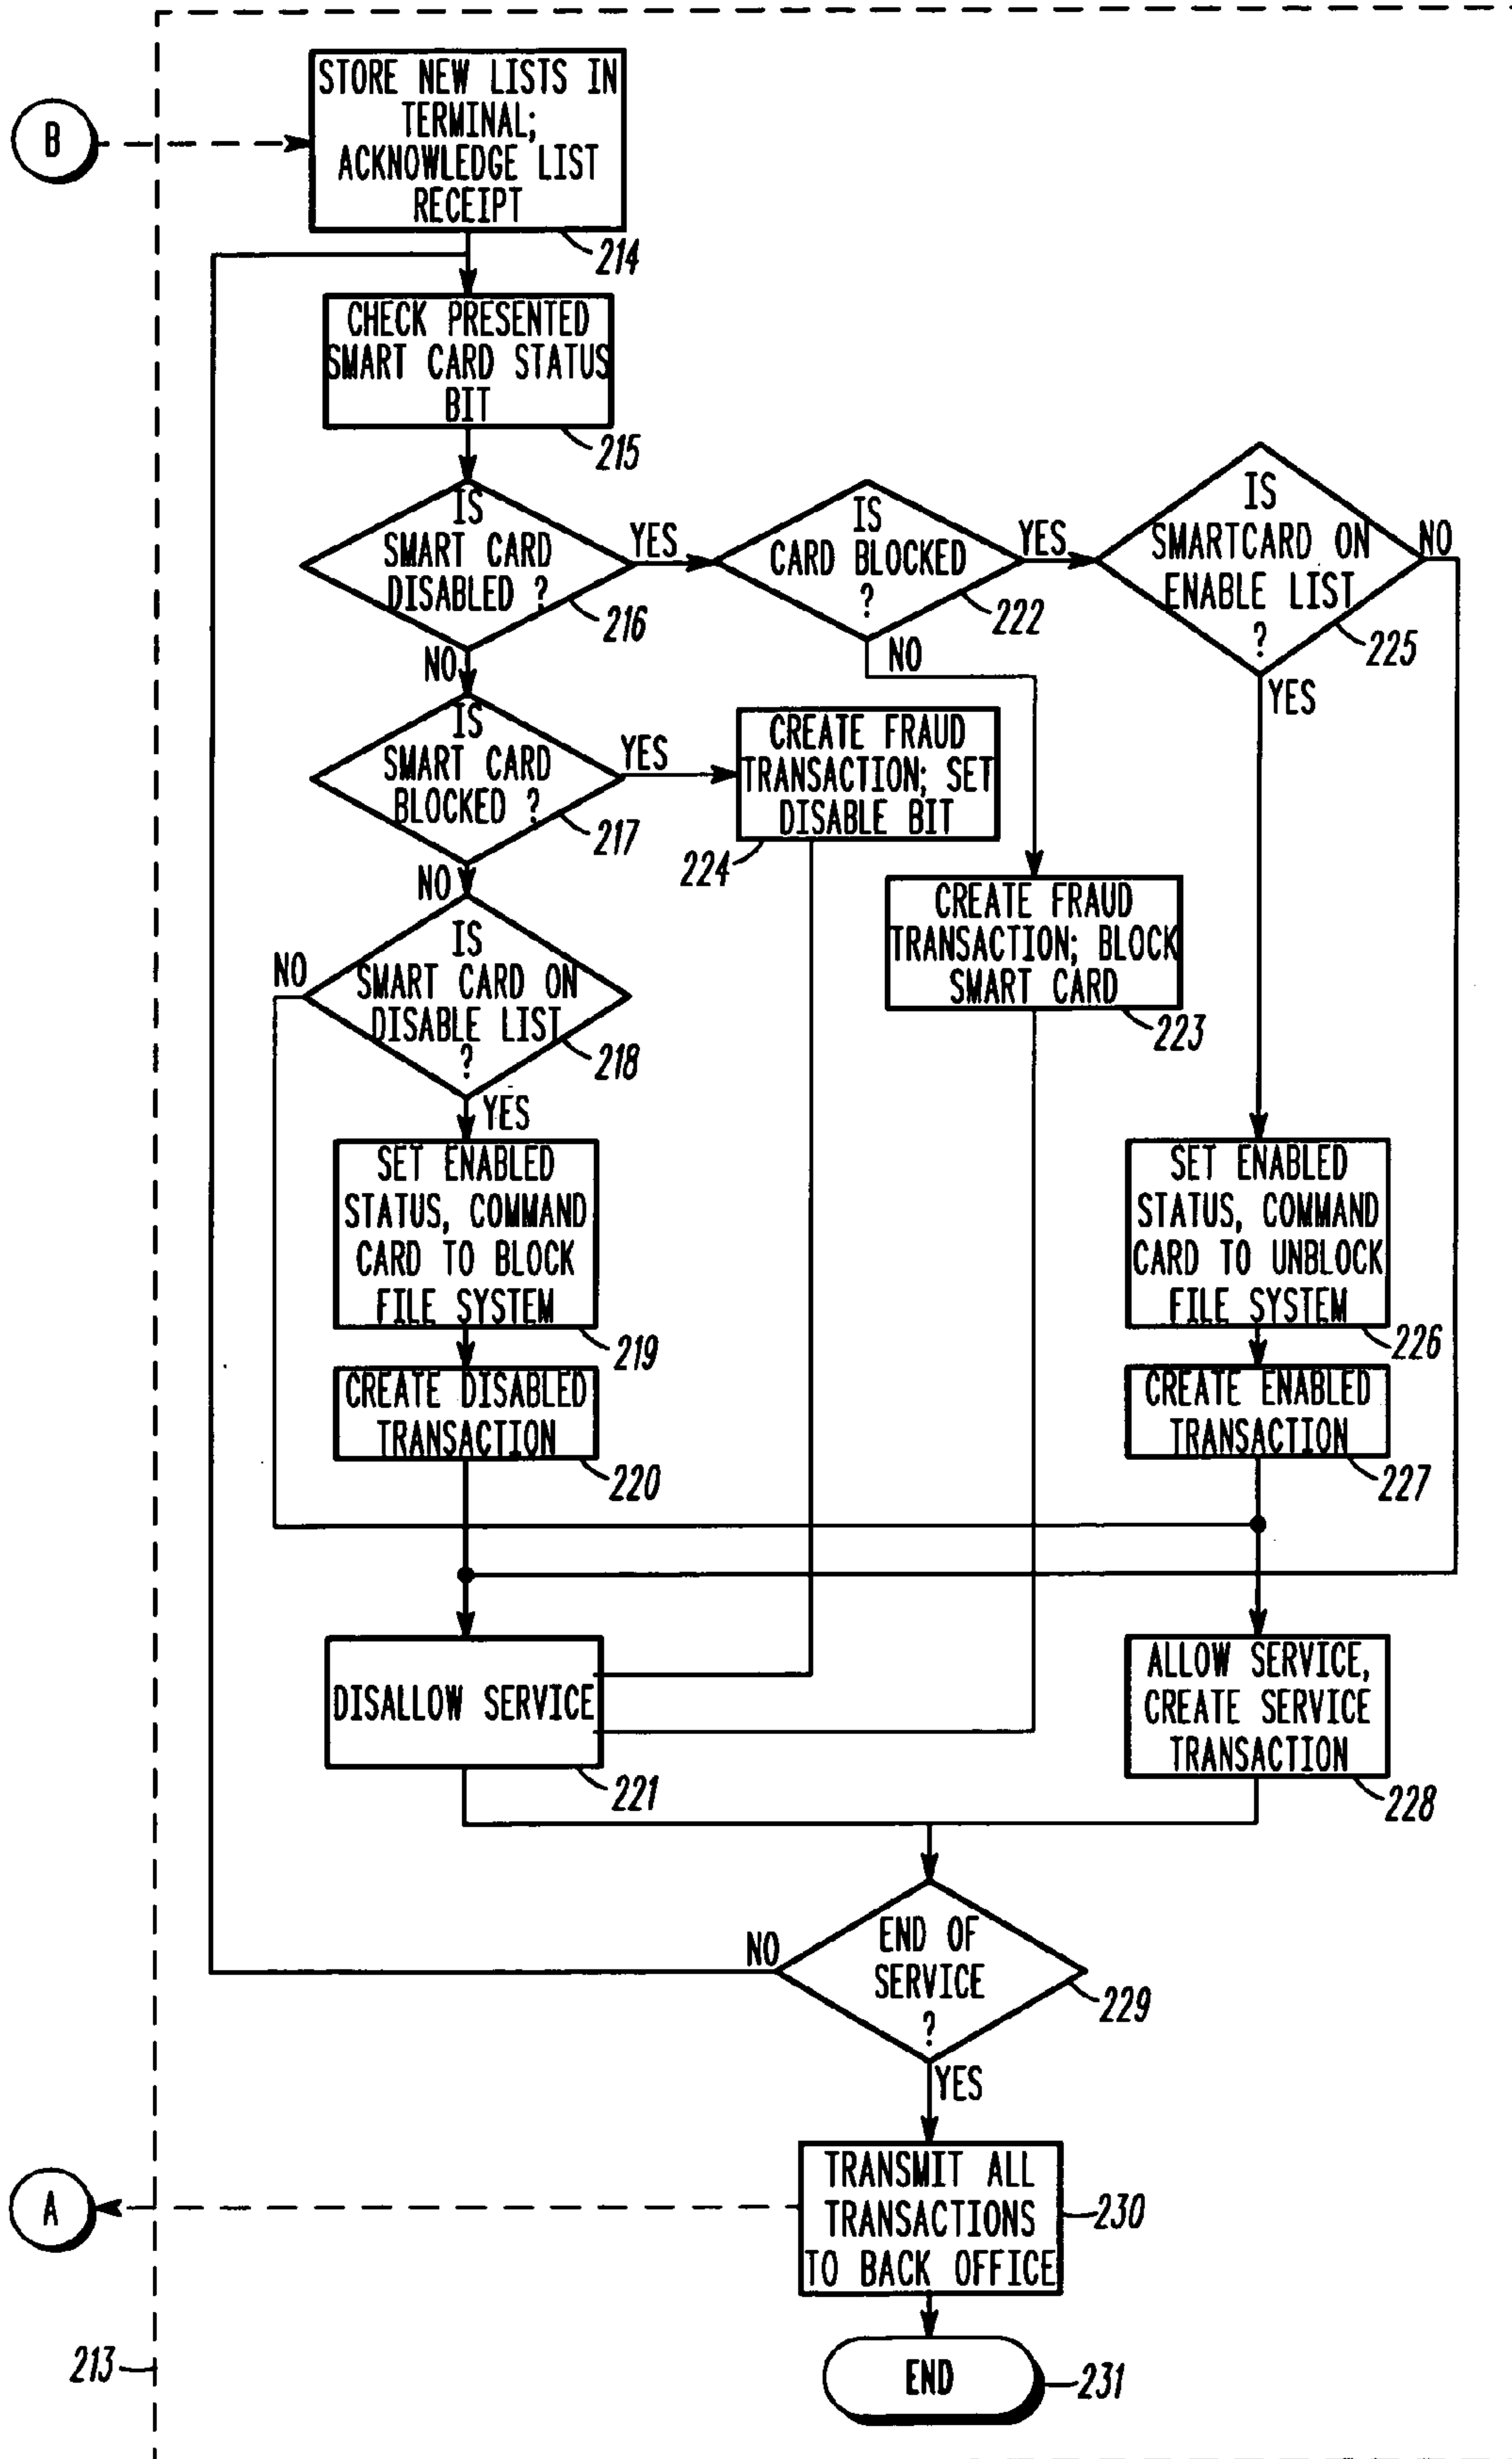 STORE NEW LISTS IN
TERMINAL;
ACKNOWLEDGE LIST
RECEIPT
B
214
CHECK PRESENTED
SMART CARD STATUS
BIT
215
IS
SMART CARD
DISABLED ?
216
YES
NO
IS
CARD BLOCKED
?
222
YES
NO
IS
SMARTCARD ON
ENABLE LIST
?
225
NO
YES
IS
SMART CARD
BLOCKED ?
217
YES
NO
CREATE FRAUD
TRANSACTION; SET
DISABLE BIT
224
CREATE FRAUD
TRANSACTION; BLOCK
SMART CARD
223
IS
SMART CARD ON
DISABLE LIST
?
218
NO
YES
SET ENABLED
STATUS, COMMAND
CARD TO BLOCK
FILE SYSTEM
219
SET ENABLED
STATUS, COMMAND
CARD TO UNBLOCK
FILE SYSTEM
226
CREATE DISABLED
TRANSACTION
220
CREATE ENABLED
TRANSACTION
227
DISALLOW SERVICE
221
ALLOW SERVICE,
CREATE SERVICE
TRANSACTION
228
END OF
SERVICE
?
229
NO
YES
TRANSMIT ALL
TRANSACTIONS
TO BACK OFFICE
230
A
END
231
213